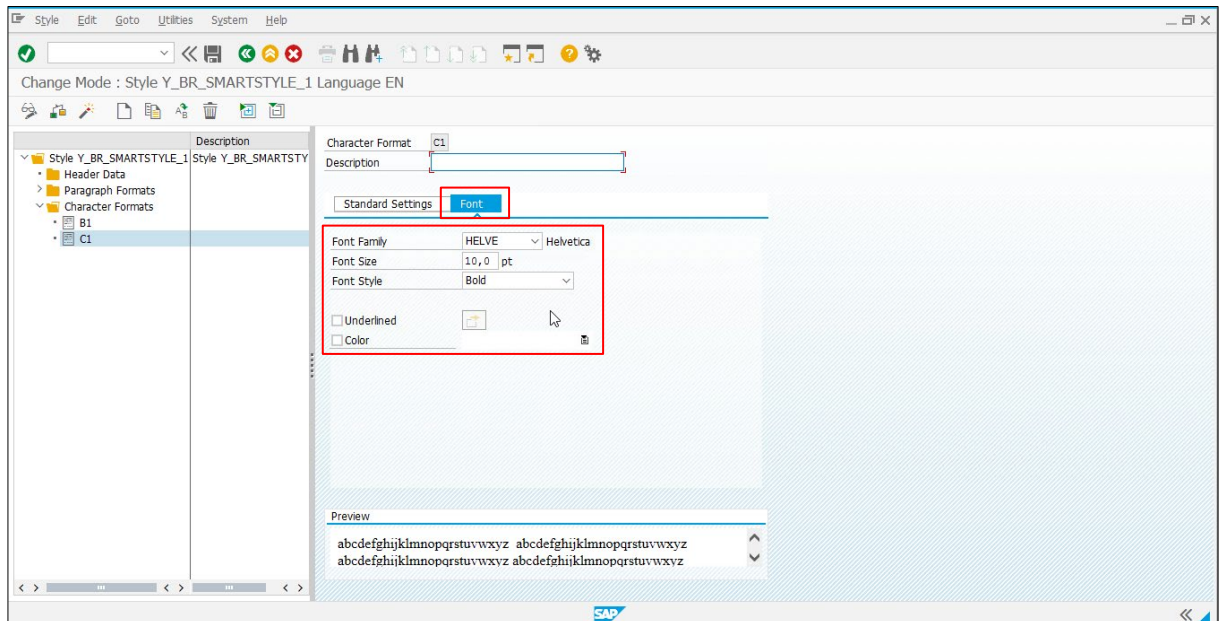 Style Edit Goto Utilities System Help
Change Mode : Style Y_BR_SMARTSTYLE_1 Language EN
Description
Style Y_BR_SMARTSTYLE_1 Style Y_BR_SMARTSTY
Header Data
Paragraph Formats
Character Formats
B1
C1
Character Format C1
Description
Standard Settings Font
Font Family HELVE Helvetica
Font Size 10,0 pt
Font Style Bold
Underlined
Color
Preview
abcdefghijklmnopqrstuvwxyz abcdefghijklmnopqrstuvwxyz
abcdefghijklmnopqrstuvwxyz abcdefghijklmnopqrstuvwxyz
SAP